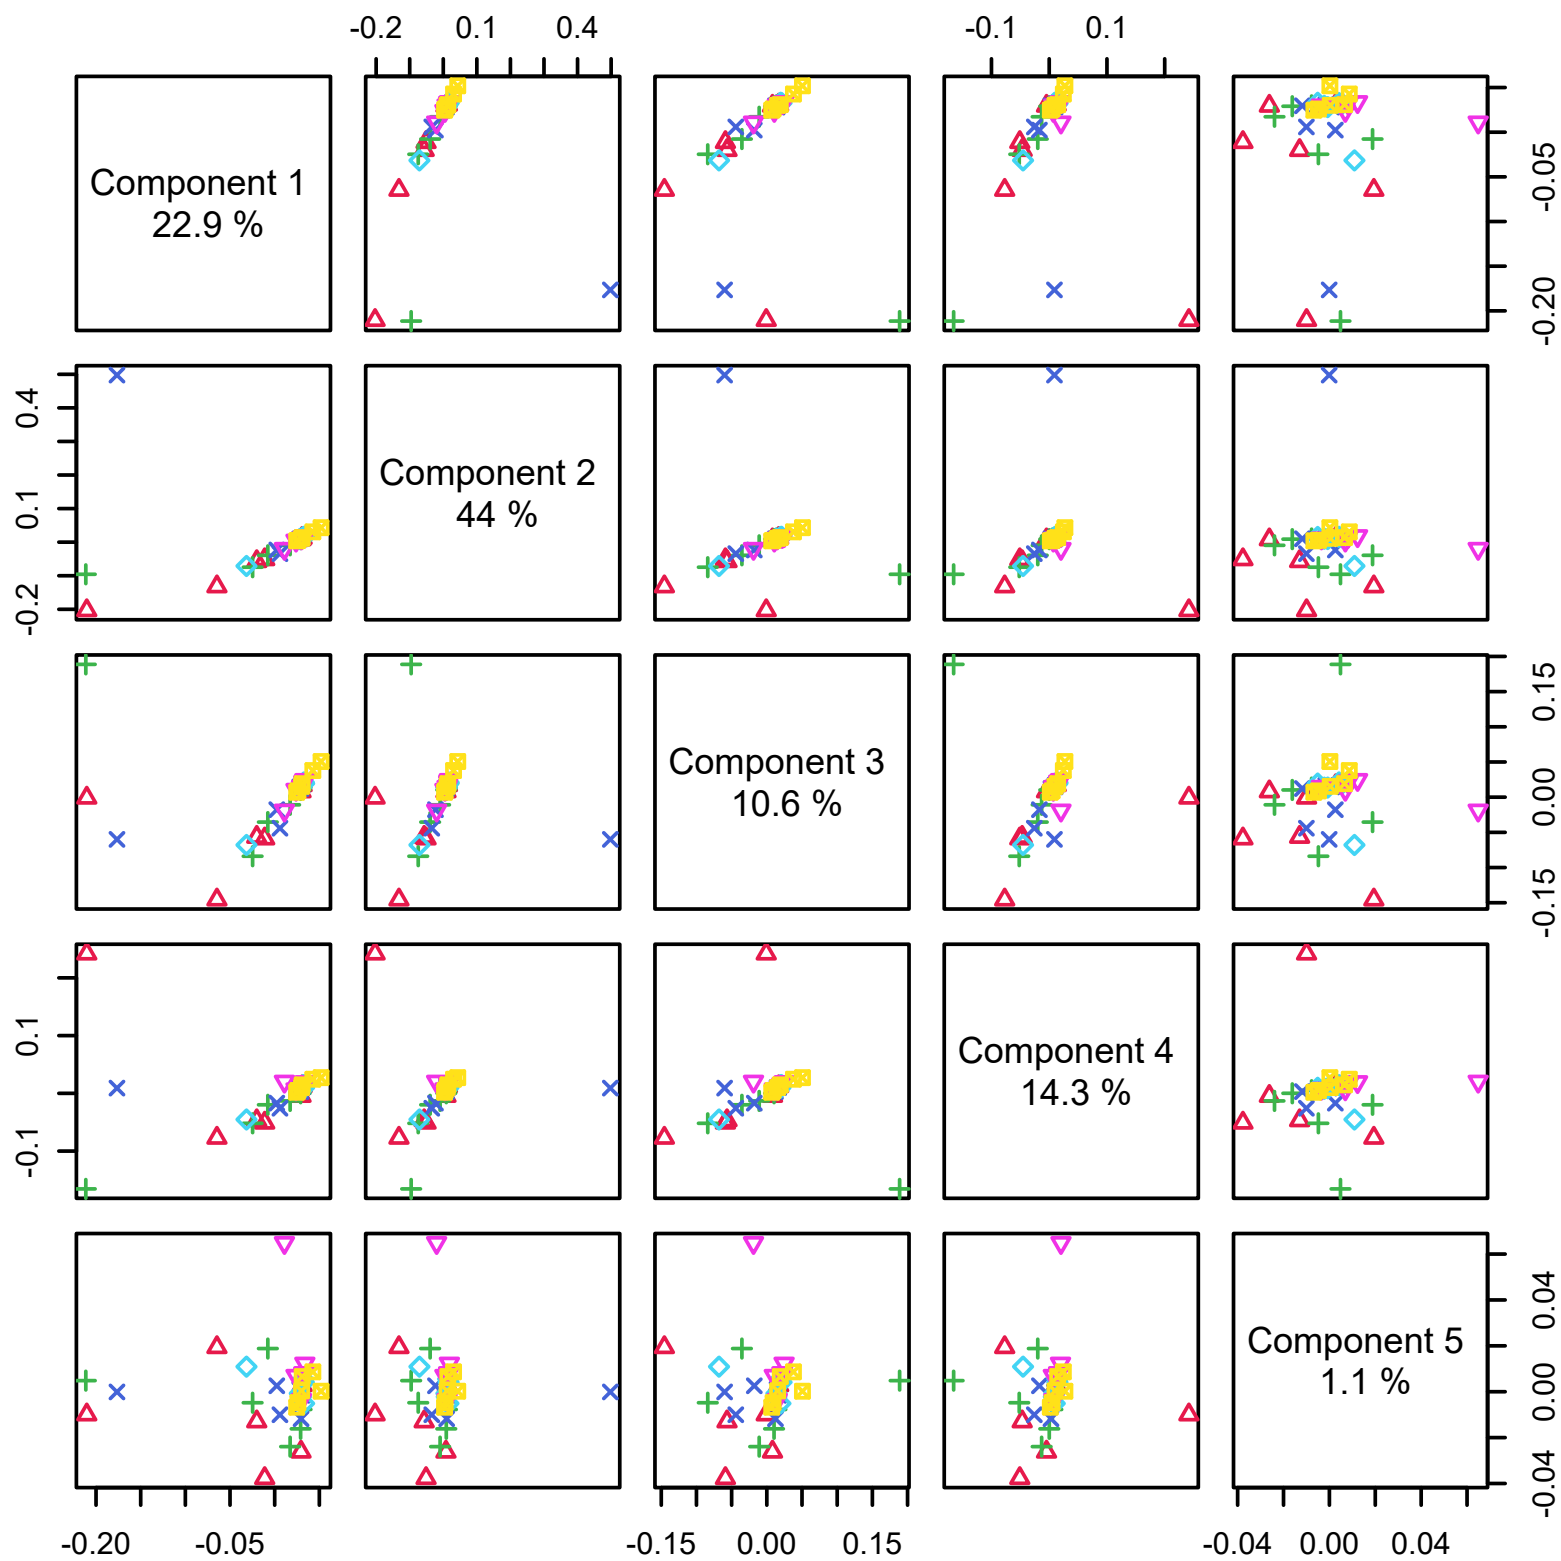 -0.2 0.1 0.4 -0.1 0.1
Component 1
22.9 %
-0.05
-0.20
0.4
0.1
-0.2
Component 2
44 %
Component 3
10.6 %
0.15
0.00
-0.15
0.1
-0.1
Component 4
14.3 %
Component 5
1.1 %
0.04
0.00
-0.04
-0.20 -0.05 -0.15 0.00 0.15 -0.04 0.00 0.04